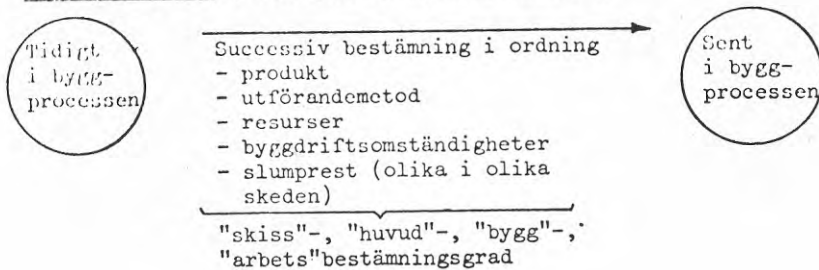 Tidigt
i bygg-
processen
Successiv bestämning i ordning
- produkt
- utförandemetod
- resurser
- byggdriftsomständigheter
- slumprest (olika i olika
skeden)
"skiss"-, "huvud"-, "bygg"-,
"arbets"bestämningsgrad
Sent
i bygg-
processen